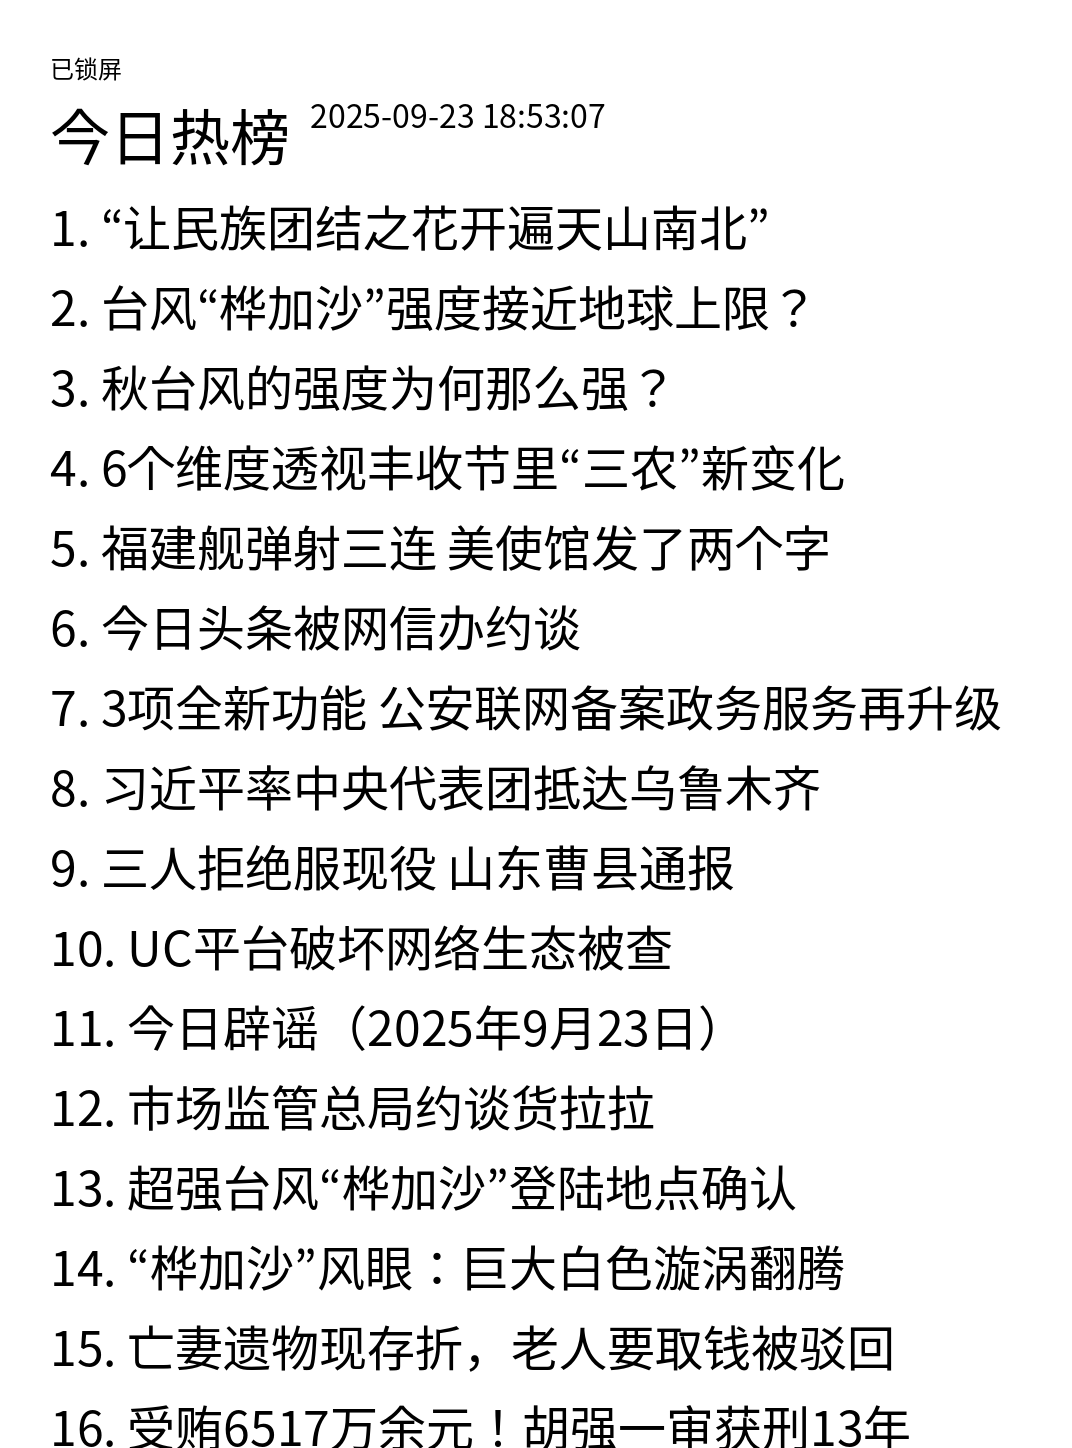 已锁屏
今日热榜 2025-09-23 18:53:07
1. “让民族团结之花开遍天山南北”
2. 台风“桦加沙”强度接近地球上限？
3. 秋台风的强度为何那么强？
4. 6个维度透视丰收节里“三农”新变化
5. 福建舰弹射三连 美使馆发了两个字
6. 今日头条被网信办约谈
7. 3项全新功能 公安联网备案政务服务再升级
8. 习近平率中央代表团抵达乌鲁木齐
9. 三人拒绝服现役 山东曹县通报
10. UC平台破坏网络生态被查
11. 今日辟谣（2025年9月23日）
12. 市场监管总局约谈货拉拉
13. 超强台风“桦加沙”登陆地点确认
14. “桦加沙”风眼：巨大白色漩涡翻腾
15. 亡妻遗物现存折，老人要取钱被驳回
16. 受贿6517万余元！胡强一审获刑13年